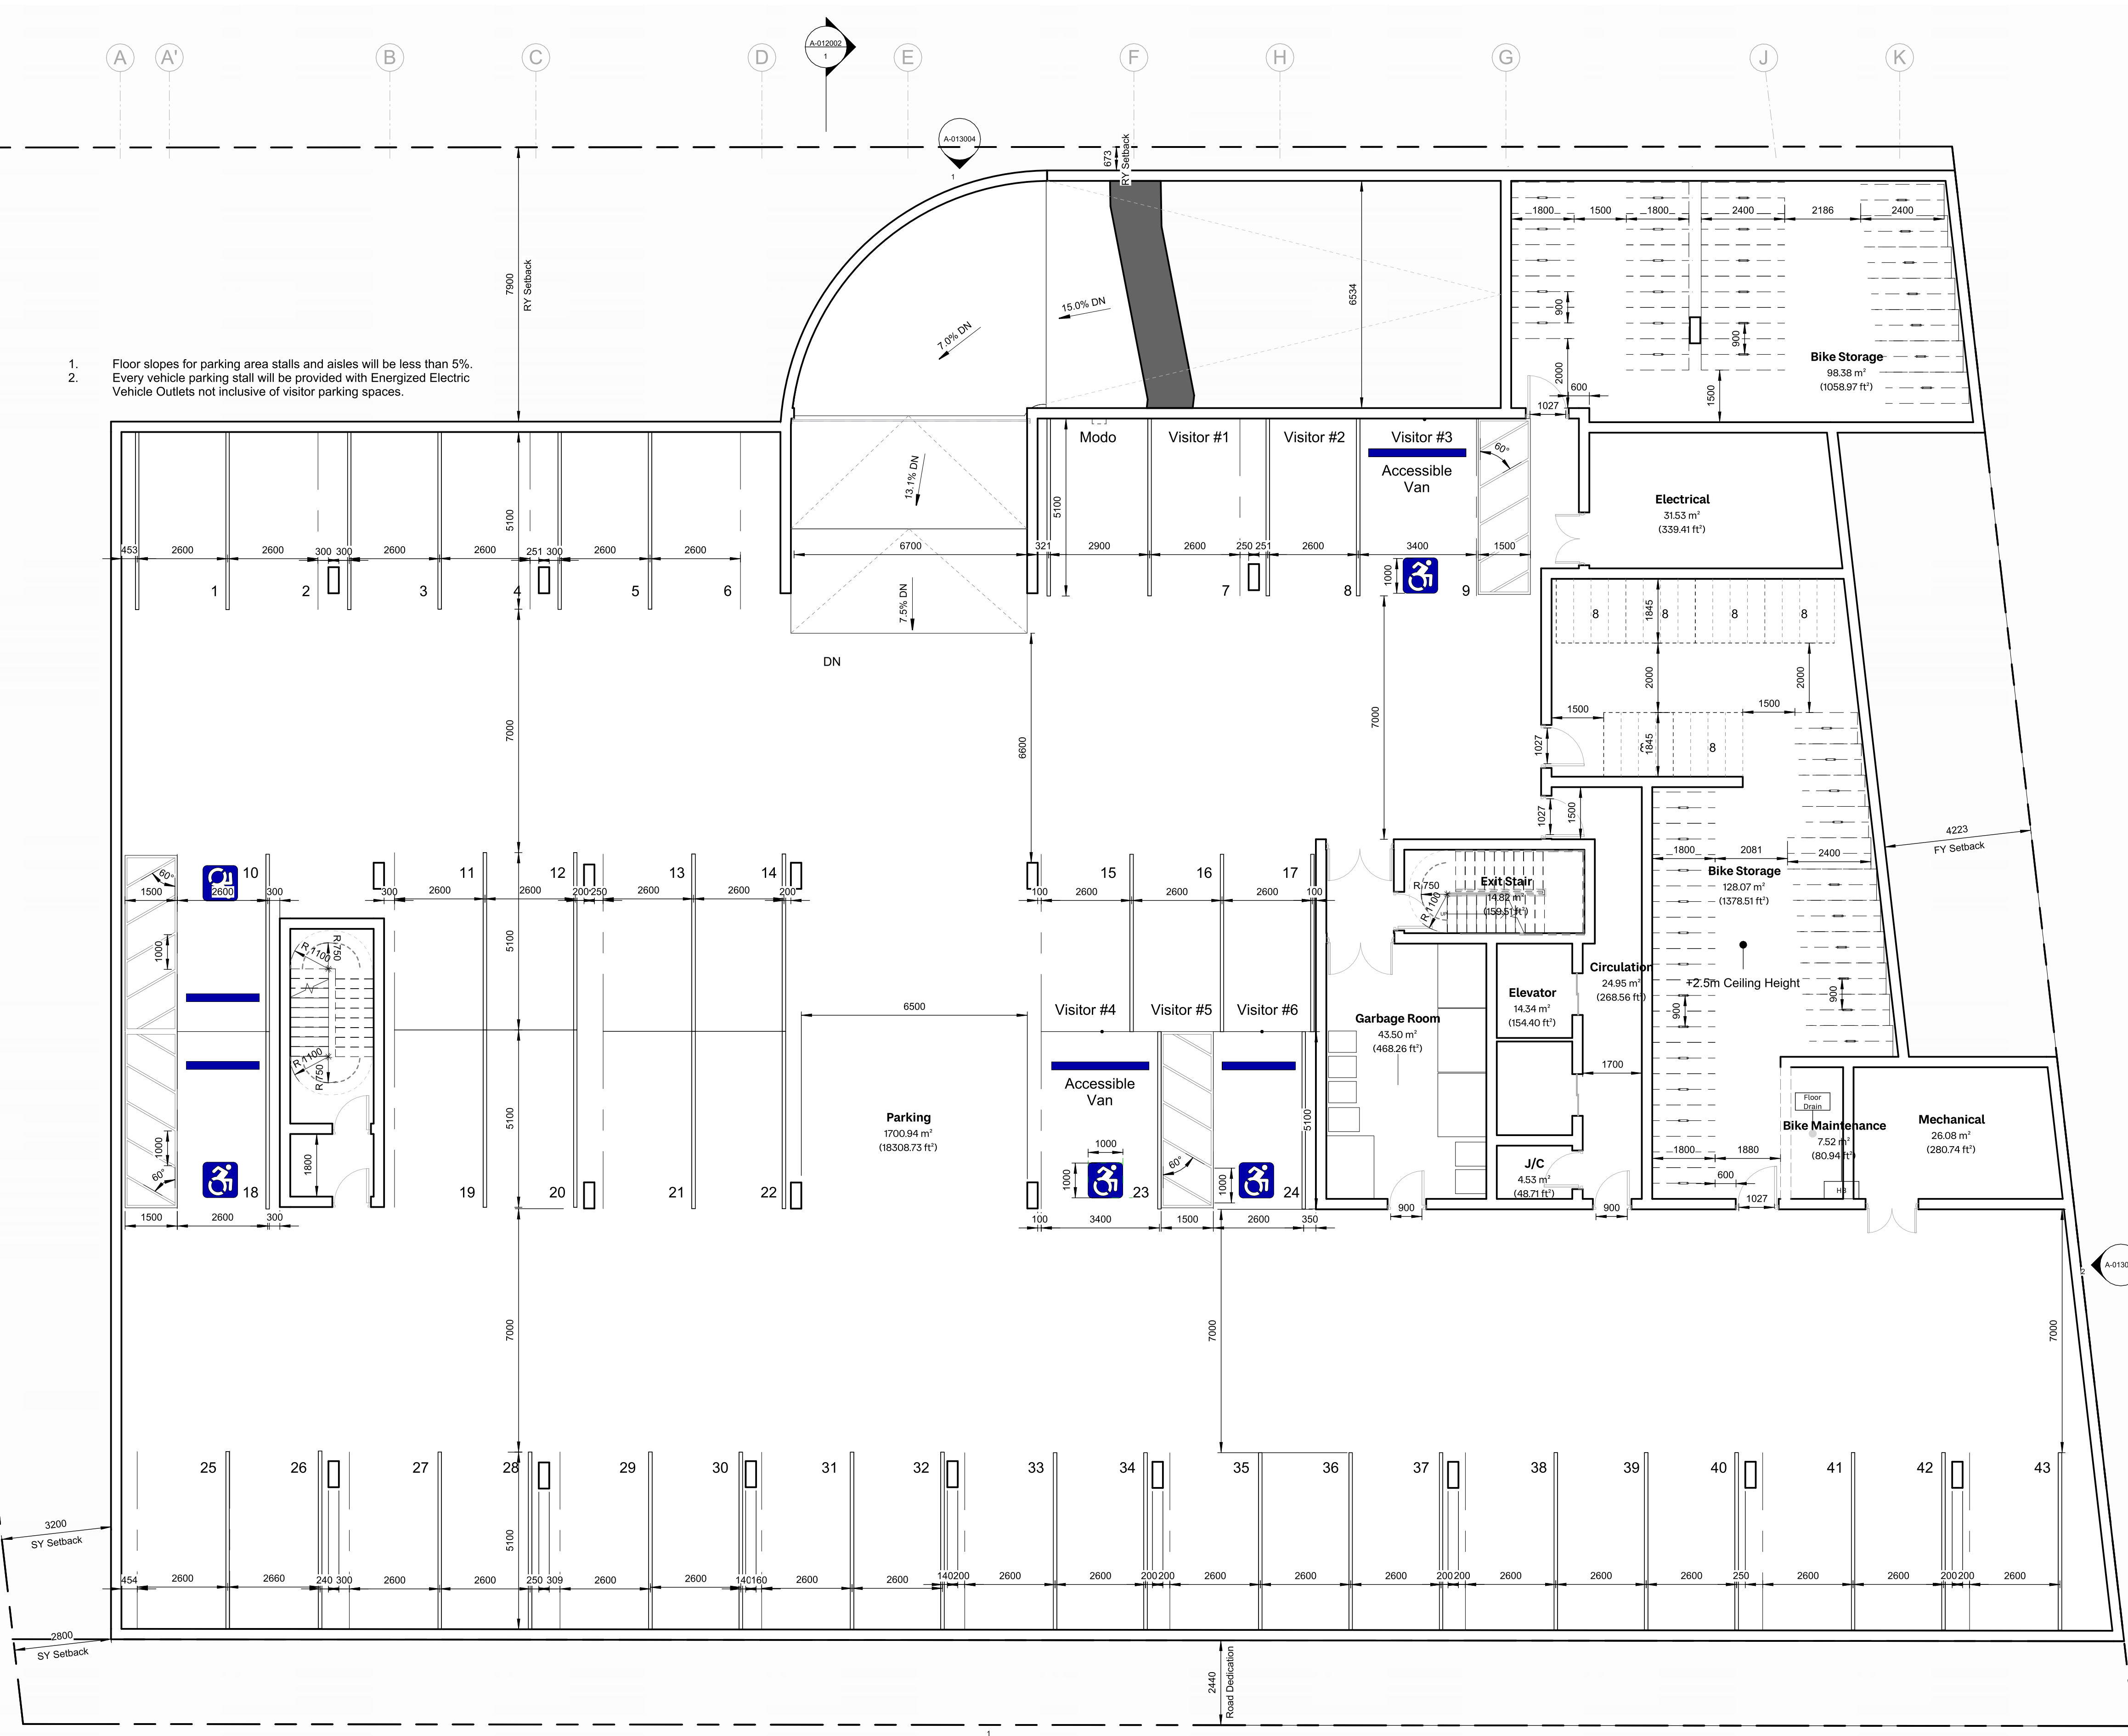 A
A'
B
C
D
E
F
H
G
J
K
A-012002
1
A-013004
1
673
RY Setback
7900
RY Setback
15.0% DN
7.0% DN
6534
1800
1500
1800
2400
2186
2400
900
900
2000
600
1500
1027
Bike Storage
98.38 m²
(1058.97 ft²)
1. Floor slopes for parking area stalls and aisles will be less than 5%.
2. Every vehicle parking stall will be provided with Energized Electric
Vehicle Outlets not inclusive of visitor parking spaces.
Modo
Visitor #1
Visitor #2
Visitor #3
Accessible
Van
60°
13.1% DN
5100
5100
Electrical
31.53 m²
(339.41 ft²)
453
2600
2600
300
300
2600
2600
251
300
2600
2600
6700
321
2900
2600
250
251
2600
3400
1500
1000
1
2
3
4
5
6
7
8
9
7.5% DN
DN
8
8
8
8
1845
2000
2000
1500
1500
1845
8
7000
6600
7000
1027
1027
1500
60°
10
11
12
13
14
15
16
17
1500
2600
300
300
2600
2600
200
250
2600
2600
200
100
2600
2600
2600
100
R 750
R 1100
Exit Stair
14.82 m²
(159.51 ft²)
UP
1800
2081
2400
Bike Storage
128.07 m²
(1378.51 ft²)
4223
FY Setback
1000
5100
R 1100
R 750
Circulation
24.95 m²
(268.56 ft²)
+2.5m Ceiling Height
900
900
Elevator
14.34 m²
(154.40 ft²)
Garbage Room
43.50 m²
(468.26 ft²)
6500
Visitor #4
Visitor #5
Visitor #6
R 1100
R 750
Accessible
Van
1700
Parking
1700.94 m²
(18308.73 ft²)
5100
5100
Floor
Drain
Bike Maintenance
7.52 m²
(80.94 ft²)
Mechanical
26.08 m²
(280.74 ft²)
1000
60°
1800
1000
1000
60°
1000
J/C
4.53 m²
(48.71 ft²)
1800
1880
600
1027
HB
18
19
20
21
22
23
24
1500
2600
300
100
3400
1500
2600
350
900
900
7000
7000
7000
2
A-0130
25
26
27
28
29
30
31
32
33
34
35
36
37
38
39
40
41
42
43
3200
SY Setback
5100
454
2600
2660
240
300
2600
2600
250
309
2600
2600
140
160
2600
2600
140
200
2600
2600
200
200
2600
2600
2600
200
200
2600
2600
2600
250
2600
2600
200
200
2600
2800
SY Setback
2440
Road Dedication
1